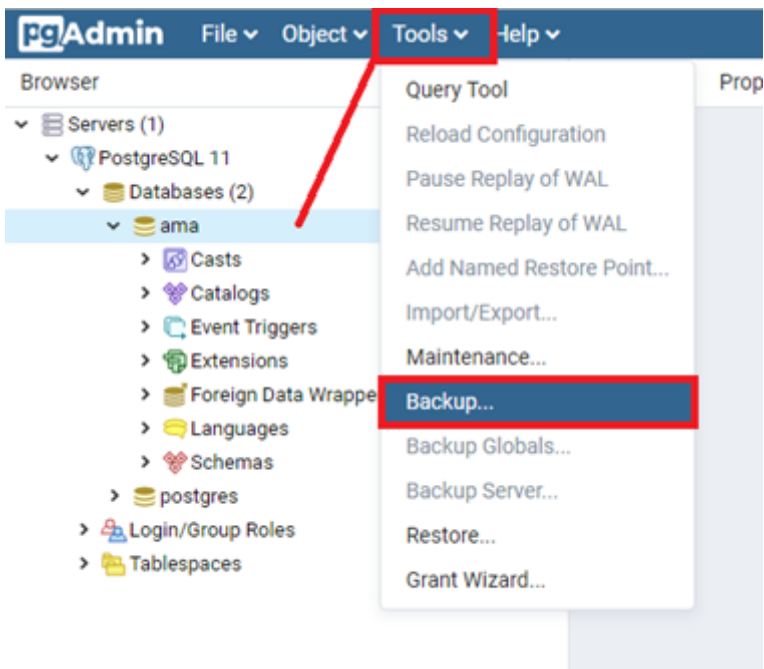 pgAdmin File Object Tools Help
Browser
Prop
Servers (1)
PostgreSQL 11
Databases (2)
ama
Casts
Catalogs
Event Triggers
Extensions
Foreign Data Wrappe
Languages
Schemas
postgres
Login/Group Roles
Tablespaces
Query Tool
Reload Configuration
Pause Replay of WAL
Resume Replay of WAL
Add Named Restore Point...
Import/Export...
Maintenance...
Backup...
Backup Globals...
Backup Server...
Restore...
Grant Wizard...